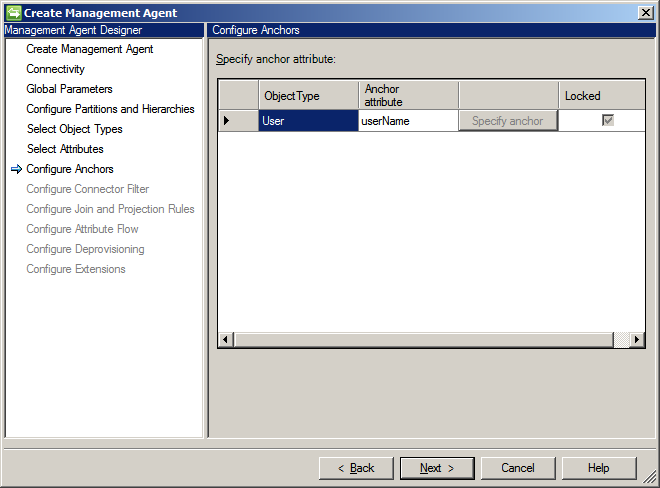 Create Management Agent
Management Agent Designer
Create Management Agent
Connectivity
Global Parameters
Configure Partitions and Hierarchies
Select Object Types
Select Attributes
Configure Anchors
Configure Connector Filter
Configure Join and Projection Rules
Configure Attribute Flow
Configure Deprovisioning
Configure Extensions
Configure Anchors
Specify anchor attribute:
ObjectType
Anchor
attribute
Locked
User
userName
Specify anchor
< Back
Next >
Cancel
Help